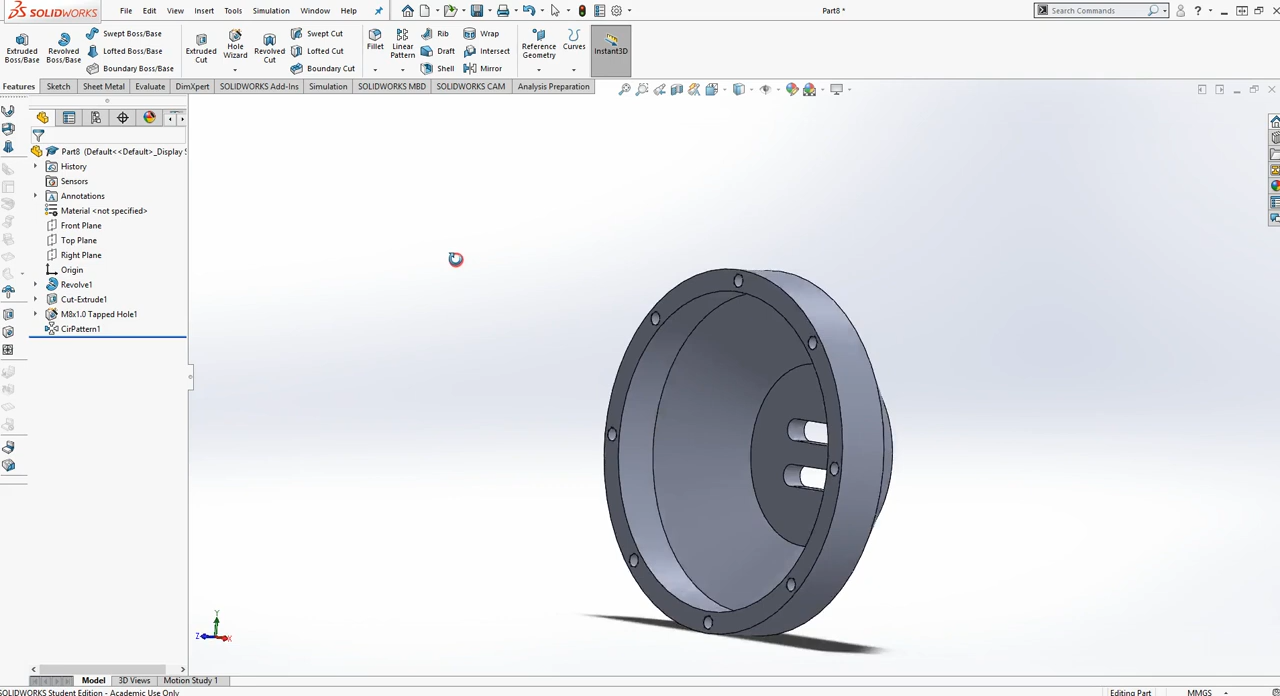 SOLIDWORKS File Edit View Insert Tools Simulation Window Help Part8 * Search Commands ?
Extruded Boss/Base
Revolved Boss/Base
Swept Boss/Base
Lofted Boss/Base
Boundary Boss/Base
Extruded Cut
Hole Wizard
Revolved Cut
Swept Cut
Lofted Cut
Boundary Cut
Fillet
Linear Pattern
Rib
Draft
Shell
Wrap
Intersect
Mirror
Reference Geometry
Curves
Instant3D
Features Sketch Sheet Metal Evaluate DimXpert SOLIDWORKS Add-Ins Simulation SOLIDWORKS MBD SOLIDWORKS CAM Analysis Preparation
Part8 (Default<<Default>_Display S
History
Sensors
Annotations
Material <not specified>
Front Plane
Top Plane
Right Plane
Origin
Revolve1
Cut-Extrude1
M8x1.0 Tapped Hole1
CirPattern1
Y
Z X
Model 3D Views Motion Study 1
SOLIDWORKS Student Edition - Academic Use Only Editing Part MMGS